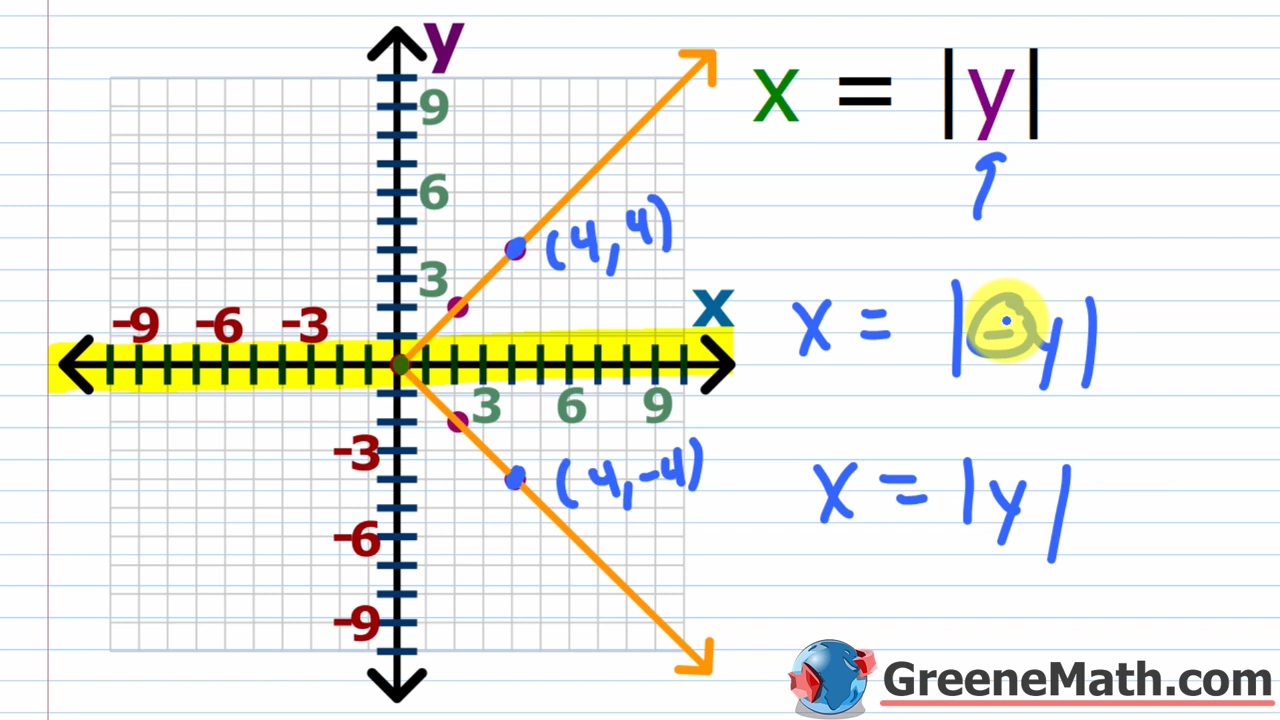 y
x = |y|
9
6
(4,4)
3
x
-9 -6 -3
x = |-y|
3 6 9
-3
(4,-4)
x = |y|
-6
-9
GreeneMath.com